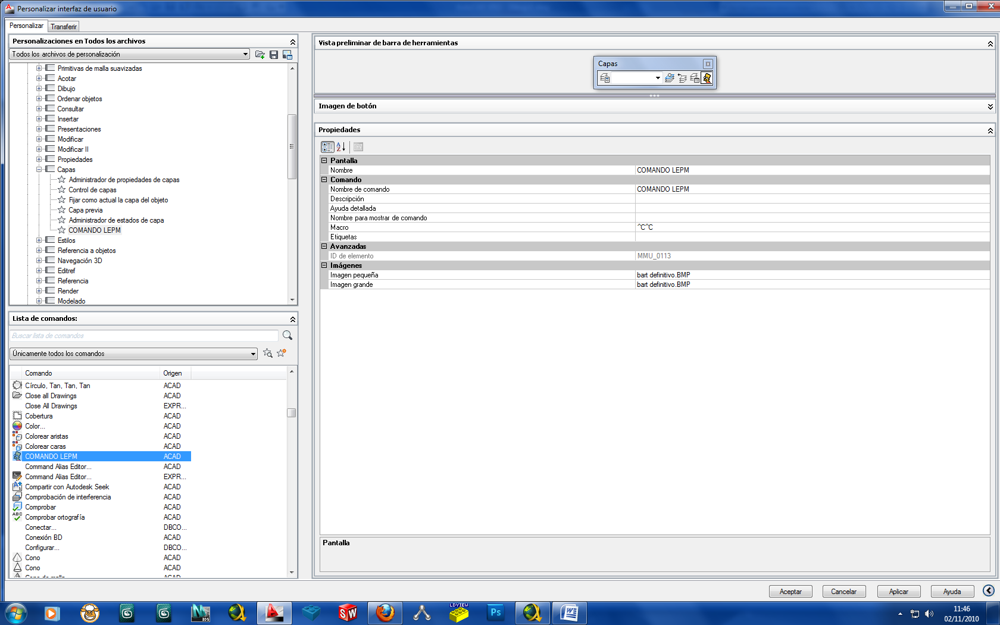 Personalizar interfaz de usuario
Personalizar
Transferir
Personalizaciones en Todos los archivos
Todos los archivos de personalización
Primitivas de malla suavizadas
Acotar
Dibujo
Ordenar objetos
Consultar
Insertar
Presentaciones
Modificar
Modificar II
Propiedades
Capas
Administrador de propiedades de capas
Control de capas
Fijar como actual la capa del objeto
Capa previa
Administrador de estados de capa
COMANDO LEPM
Estilos
Referencia a objetos
Navegación 3D
Editref
Referencia
Render
Modelado
Lista de comandos:
Buscar lista de comandos
Únicamente todos los comandos
Comando Origen
Círculo, Tan, Tan, Tan ACAD
Close all Drawings ACAD
Close All Drawings EXPR...
Cobertura ACAD
Color... ACAD
Colorear aristas ACAD
Colorear caras ACAD
COMANDO LEPM ACAD
Command Alias Editor... ACAD
Command Alias Editor... EXPR...
Compartir con Autodesk Seek ACAD
Comprobación de interferencia ACAD
Comprobar ACAD
ABC
Comprobar ortografía ACAD
Conectar... DBCO...
Conexión BD ACAD
Configurar... DBCO...
Cono ACAD
Cono ACAD
Cono de malla ACAD
Vista preliminar de barra de herramientas
Capas
Imagen de botón
Propiedades
Pantalla
Nombre COMANDO LEPM
Comando
Nombre de comando COMANDO LEPM
Descripción
Ayuda detallada
Nombre para mostrar de comando
Macro ^C^C
Etiquetas
Avanzadas
ID de elemento MMU_0113
Imágenes
Imagen pequeña bart definitivo.BMP
Imagen grande bart definitivo.BMP
Pantalla
Aceptar
Cancelar
Aplicar
Ayuda
3DS
SW
LDVIEW
Ps
11:46
02/11/2010